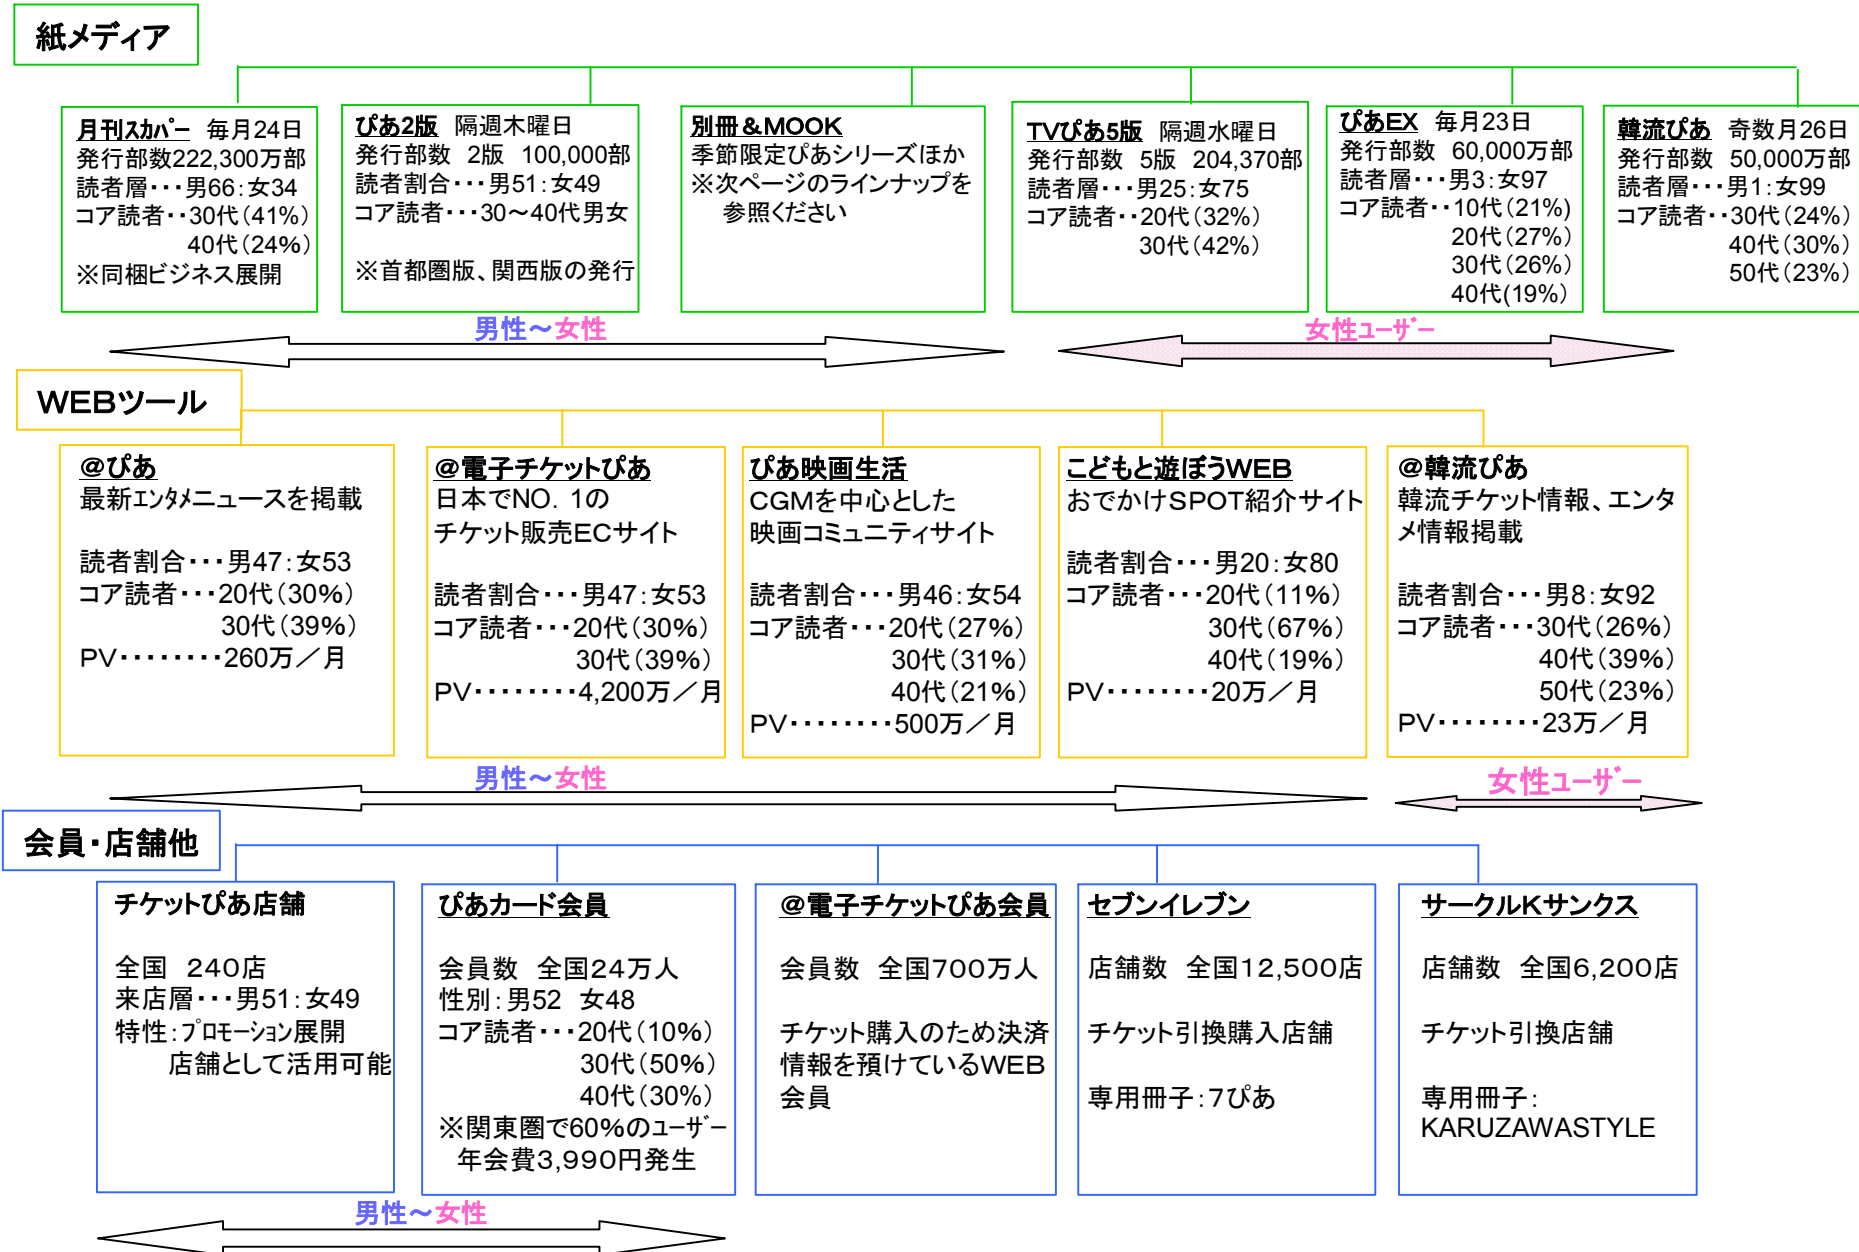 紙メディア
月刊スカパー 毎月24日
発行部数222,300万部
読者層・・・男66：女34
コア読者・・30代（41%）
40代（24%）
※同梱ビジネス展開
ぴあ2版 隔週木曜日
発行部数 2版 100,000部
読者割合・・・男51：女49
コア読者・・・30～40代男女
※首都圏版、関西版の発行
別冊＆MOOK
季節限定ぴあシリーズほか
※次ページのラインナップを
参照ください
TVぴあ5版 隔週水曜日
発行部数 5版 204,370部
読者層・・・男25：女75
コア読者・・20代（32%）
30代（42%）
ぴあEX 毎月23日
発行部数 60,000万部
読者層・・・男3：女97
コア読者・・10代（21%)
20代（27%）
30代（26%）
40代(19%）
韓流ぴあ 奇数月26日
発行部数 50,000万部
読者層・・・男1：女99
コア読者・・30代（24%）
40代（30%）
50代（23%）
男性～女性
女性ユーザー
WEBツール
＠ぴあ
最新エンタメニュースを掲載
読者割合・・・男47：女53
コア読者・・・20代（30%）
30代（39%）
PV・・・・・・・・260万／月
＠電子チケットぴあ
日本でNO．1の
チケット販売ECサイト
読者割合・・・男47：女53
コア読者・・・20代（30%）
30代（39%）
PV・・・・・・・・4,200万／月
ぴあ映画生活
CGMを中心とした
映画コミュニティサイト
読者割合・・・男46：女54
コア読者・・・20代（27%）
30代（31%）
40代（21%）
PV・・・・・・・・500万／月
こどもと遊ぼうWEB
おでかけSPOT紹介サイト
読者割合・・・男20：女80
コア読者・・・20代（11%）
30代（67%）
40代（19%）
PV・・・・・・・・20万／月
＠韓流ぴあ
韓流チケット情報、エンタ
メ情報掲載
読者割合・・・男8：女92
コア読者・・・30代（26%）
40代（39%）
50代（23%）
PV・・・・・・・・23万／月
男性～女性
女性ユーザー
会員・店舗他
チケットぴあ店舗
全国 240店
来店層・・・男51：女49
特性：プロモーション展開
店舗として活用可能
ぴあカード会員
会員数 全国24万人
性別：男52 女48
コア読者・・・20代（10%）
30代（50%）
40代（30%）
※関東圏で60%のユーザー
年会費3,990円発生
＠電子チケットぴあ会員
会員数 全国700万人
チケット購入のため決済
情報を預けているWEB
会員
セブンイレブン
店舗数 全国12,500店
チケット引換購入店舗
専用冊子：7ぴあ
サークルKサンクス
店舗数 全国6,200店
チケット引換店舗
専用冊子：
KARUZAWASTYLE
男性～女性